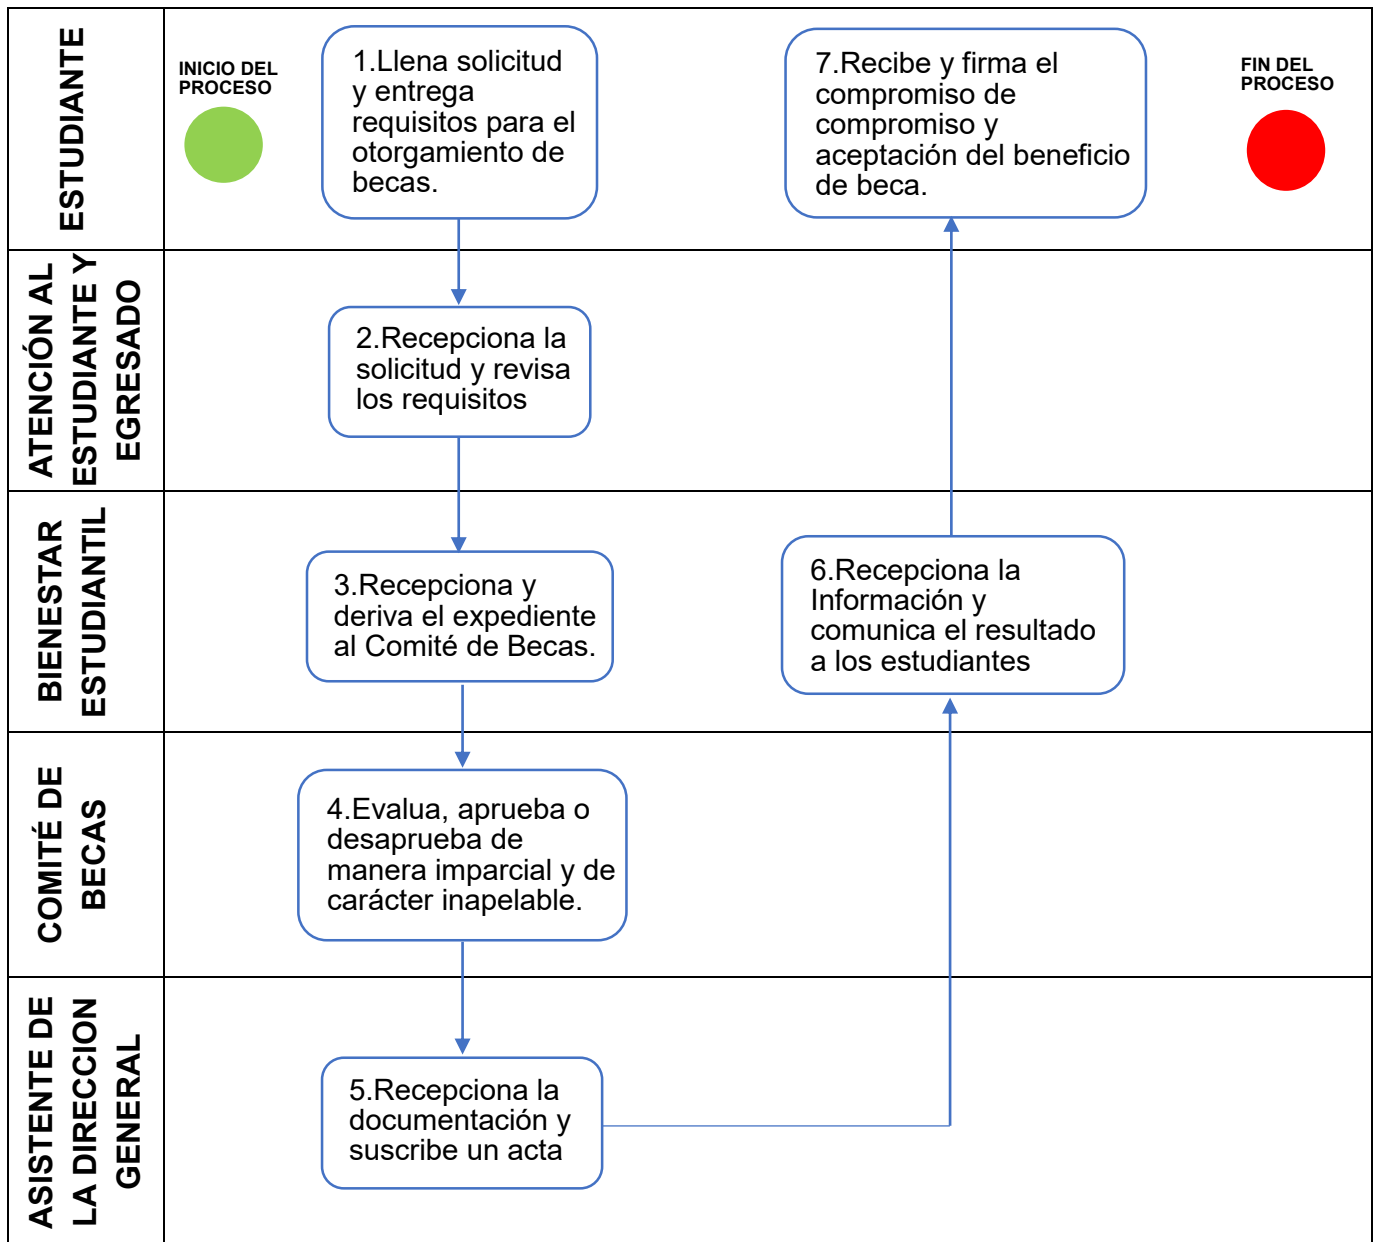 ESTUDIANTE
INICIO DEL
PROCESO
1.Llena solicitud
y entrega
requisitos para el
otorgamiento de
becas.
7.Recibe y firma el
compromiso de
compromiso y
aceptación del beneficio
de beca.
FIN DEL
PROCESO
ATENCIÓN AL
ESTUDIANTE Y
EGRESADO
2.Recepciona la
solicitud y revisa
los requisitos
BIENESTAR
ESTUDIANTIL
3.Recepciona y
deriva el expediente
al Comité de Becas.
6.Recepciona la
Información y
comunica el resultado
a los estudiantes
COMITÉ DE
BECAS
4.Evalua, aprueba o
desaprueba de
manera imparcial y de
carácter inapelable.
ASISTENTE DE
LA DIRECCION
GENERAL
5.Recepciona la
documentación y
suscribe un acta